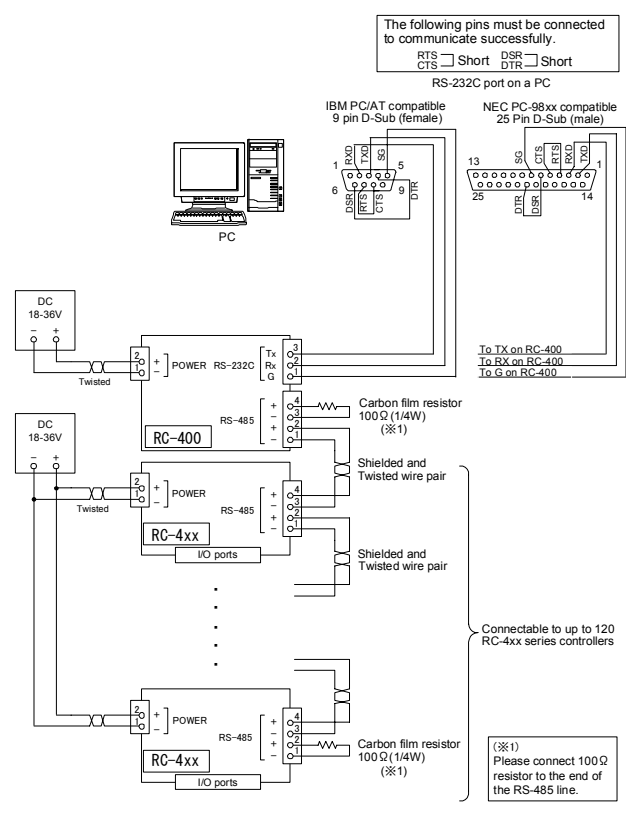 The following pins must be connected
to communicate successfully.
RTS
CTS
Short
DSR
DTR
Short
RS-232C port on a PC
IBM PC/AT compatible
9 pin D-Sub (female)
NEC PC-98xx compatible
25 Pin D-Sub (male)
1
RXD
TXD
SG
5
6
DSR
RTS
CTS
9
DTR
13
SG
CTS
RTS
RXD
TXD
1
25
DTR
DSR
14
PC
DC
18-36V
− +
Twisted
2
1
+
−
POWER
RS-232C
Tx
Rx
G
3
2
1
To TX on RC-400
To RX on RC-400
To G on RC-400
RC-400
RS-485
+
−
+
−
4
3
2
1
Carbon film resistor
100Ω(1/4W)
(※1)
DC
18-36V
− +
Twisted
2
1
+
−
POWER
RS-485
+
−
+
−
4
3
2
1
RC-4xx
I/O ports
Shielded and
Twisted wire pair
Shielded and
Twisted wire pair
Connectable to up to 120
RC-4xx series controllers
2
1
+
−
POWER
RS-485
+
−
+
−
4
3
2
1
RC-4xx
I/O ports
Carbon film resistor
100Ω(1/4W)
(※1)
(※1)
Please connect 100Ω
resistor to the end of
the RS-485 line.